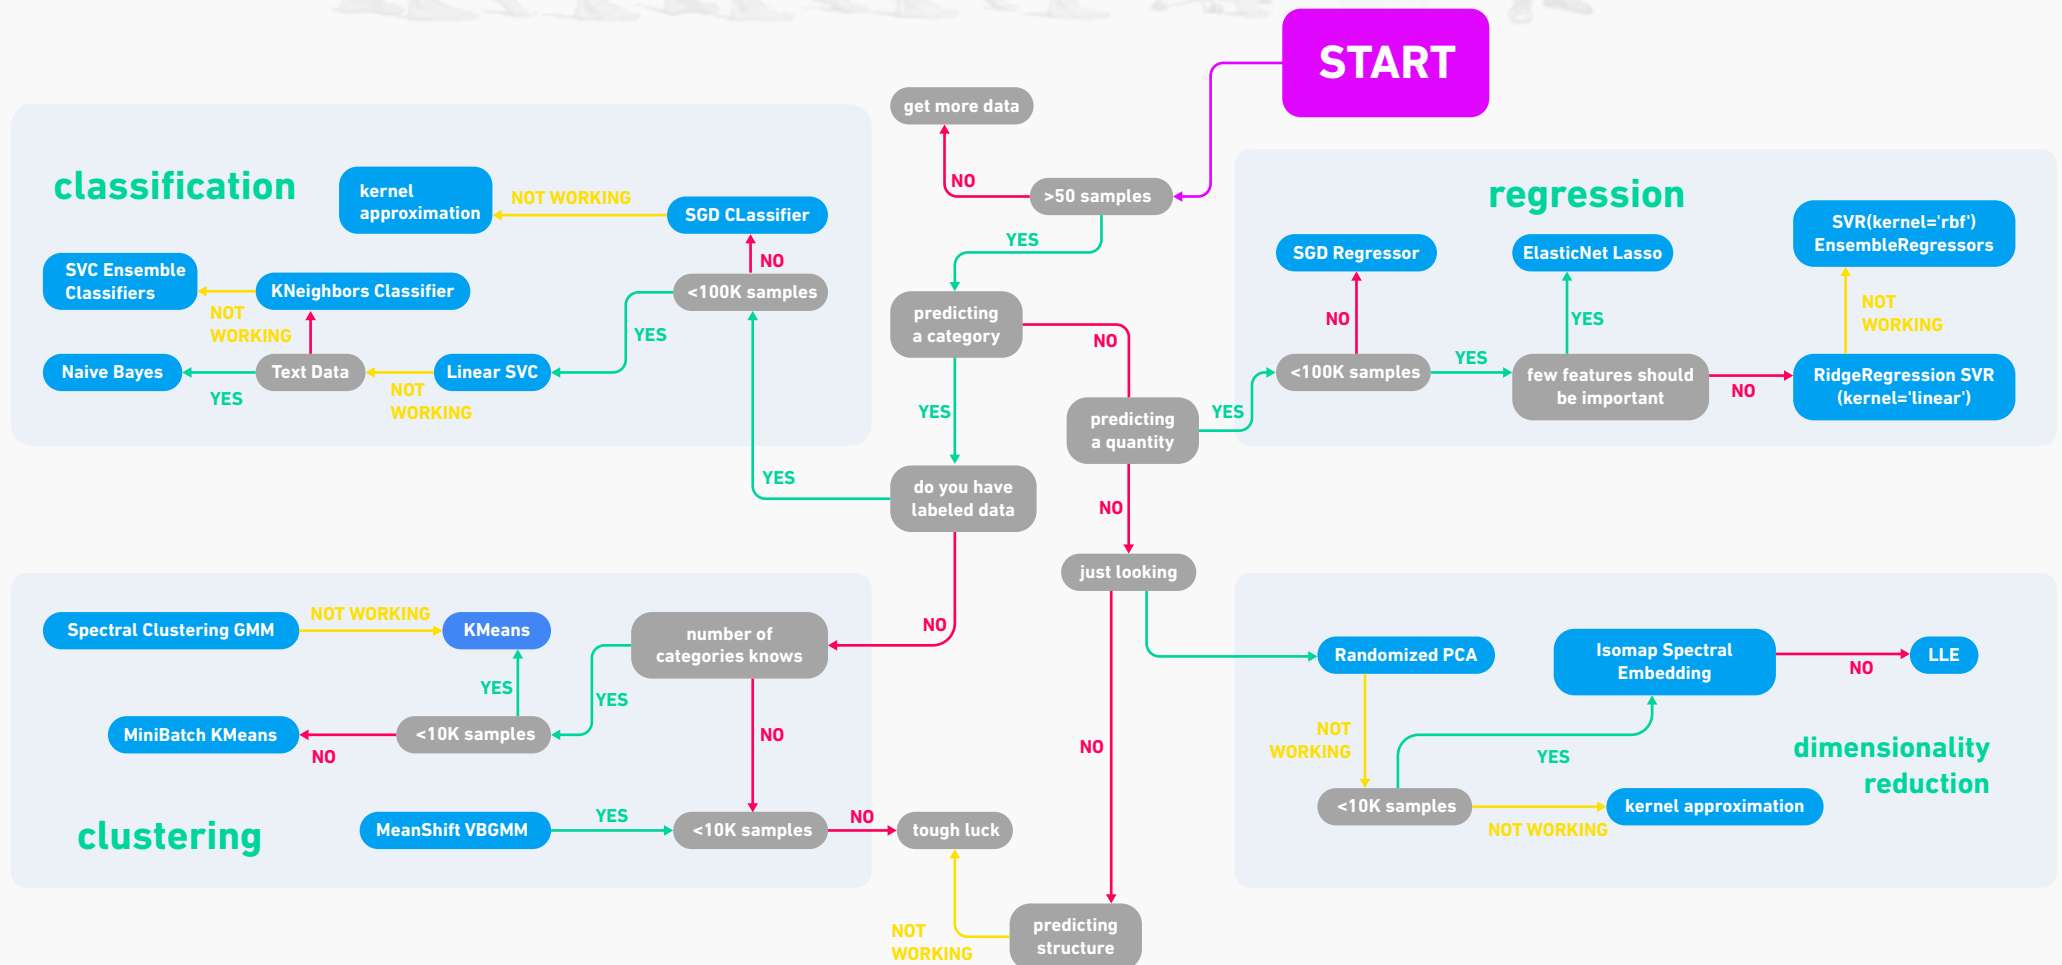 START
get more data
NO
>50 samples
YES
classification
kernel
approximation
NOT WORKING
SGD CLassifier
NO
<100K samples
SVC Ensemble
Classifiers
KNeighbors Classifier
NOT
WORKING
YES
Naive Bayes
YES
Text Data
NOT
WORKING
Linear SVC
predicting
a category
NO
YES
predicting
a quantity
YES
NO
do you have
labeled data
YES
NO
just looking
NO
regression
SGD Regressor
NO
<100K samples
YES
ElasticNet Lasso
YES
few features should
be important
NO
SVR(kernel='rbf')
EnsembleRegressors
NOT
WORKING
RidgeRegression SVR
(kernel='linear')
Spectral Clustering GMM
NOT WORKING
KMeans
number of
categories knows
YES
YES
MiniBatch KMeans
NO
<10K samples
NO
clustering
MeanShift VBGMM
YES
<10K samples
NO
tough luck
NOT
WORKING
predicting
structure
Randomized PCA
NOT
WORKING
Isomap Spectral
Embedding
NO
LLE
YES
<10K samples
NOT WORKING
kernel approximation
dimensionality
reduction